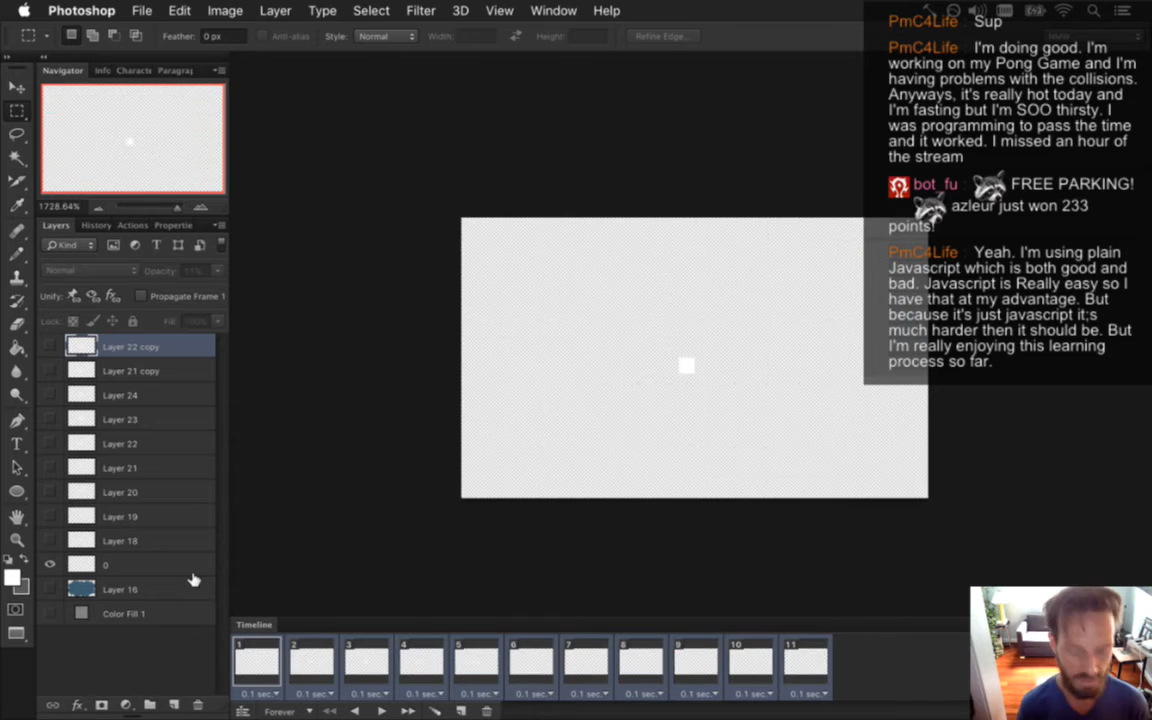 Photoshop File Edit Image Layer Type Select Filter 3D View Window Help
Feather: 0 px Anti-alias Style: Normal Width: Height: Refine Edge...
Navigator Info Characte Paragraj
1728.64%
Layers History Actions Propertie
Kind
Normal Opacity: 11%
Unify: Propagate Frame 1
Lock: Fill: 100%
Layer 22 copy
Layer 21 copy
Layer 24
Layer 23
Layer 22
Layer 21
Layer 20
Layer 19
Layer 18
0
Layer 16
Color Fill 1
Timeline
1 2 3 4 5 6 7 8 9 10 11
0.1 sec. 0.1 sec. 0.1 sec. 0.1 sec. 0.1 sec. 0.1 sec. 0.1 sec. 0.1 sec. 0.1 sec. 0.1 sec. 0.1 sec.
Forever
PmC4Life : Sup
PmC4Life : I'm doing good. I'm
working on my Pong Game and I'm
having problems with the collisions.
Anyways, it's really hot today and
I'm fasting but I'm SOO thirsty. I
was programming to pass the time
and it worked. I missed an hour of
the stream
bot_fu : FREE PARKING!
azleur just won 233
points!
PmC4Life : Yeah. I'm using plain
Javascript which is both good and
bad. Javascript is Really easy so I
have that at my advantage. But
because it's just javascript it;s
much harder then it should be. But
I'm really enjoying this learning
process so far.